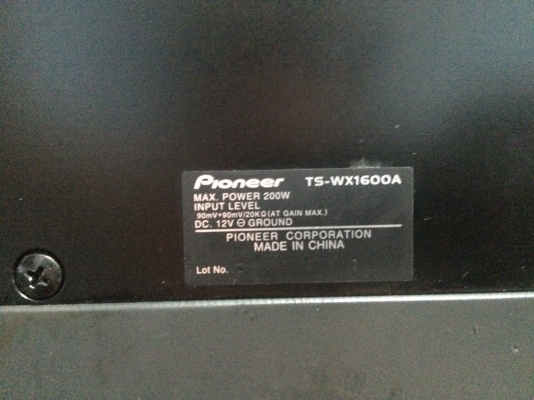 Pioneer TS-WX1600A
MAX. POWER 200W
INPUT LEVEL
90mV+90mV/20KΩ(AT GAIN MAX.)
DC. 12V ⊖ GROUND
PIONEER CORPORATION
MADE IN CHINA
Lot No.